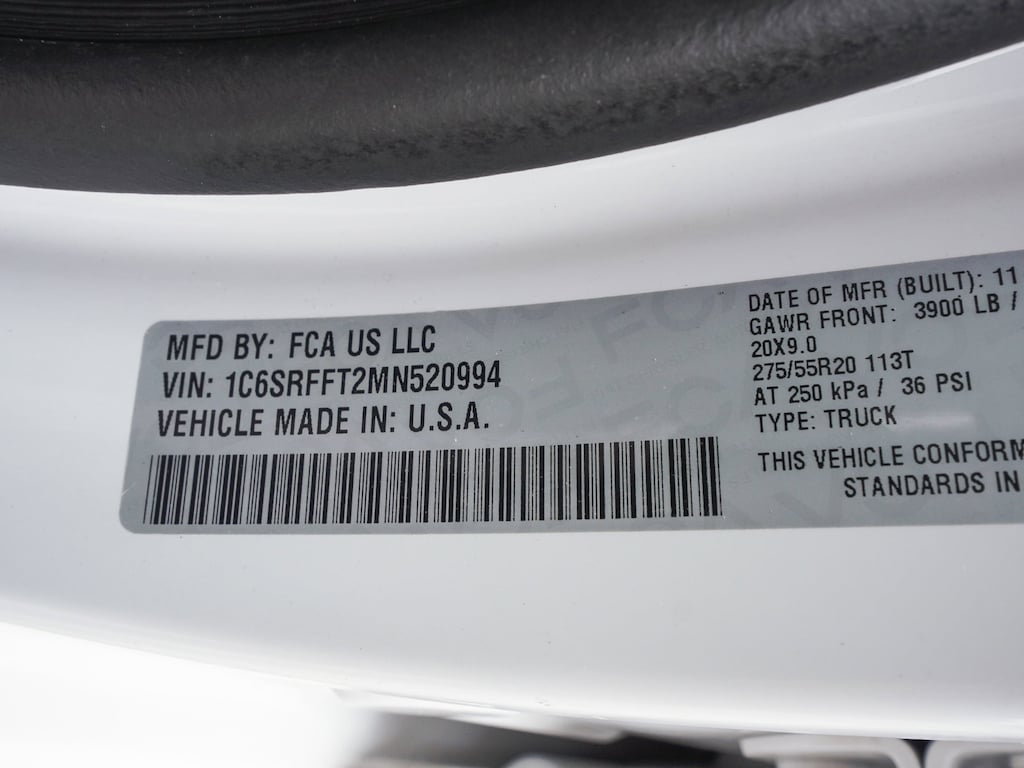 MFD BY: FCA US LLC
VIN: 1C6SRFFT2MN520994
VEHICLE MADE IN: U.S.A.
DATE OF MFR (BUILT): 11
GAWR FRONT: 3900 LB /
20X9.0
275/55R20 113T
AT 250 kPa / 36 PSI
TYPE: TRUCK
THIS VEHICLE CONFORM
STANDARDS IN